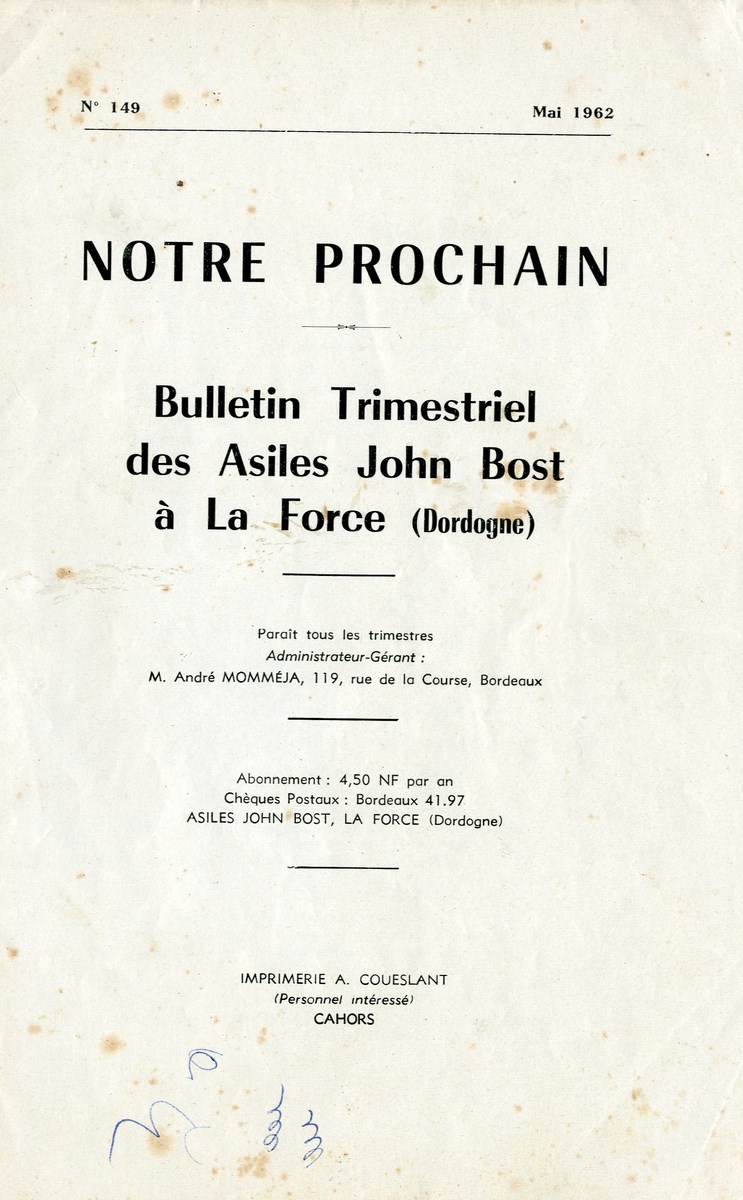 N° 149
Mai 1962
NOTRE PROCHAIN
Bulletin Trimestriel
des Asiles John Bost
à La Force (Dordogne)
Paraît tous les trimestres
Administrateur-Gérant :
M. André MOMMÉJA, 119, rue de la Course, Bordeaux
Abonnement : 4,50 NF par an
Chèques Postaux : Bordeaux 41.97
ASILES JOHN BOST, LA FORCE (Dordogne)
IMPRIMERIE A. COUESLANT
(Personnel intéressé)
CAHORS